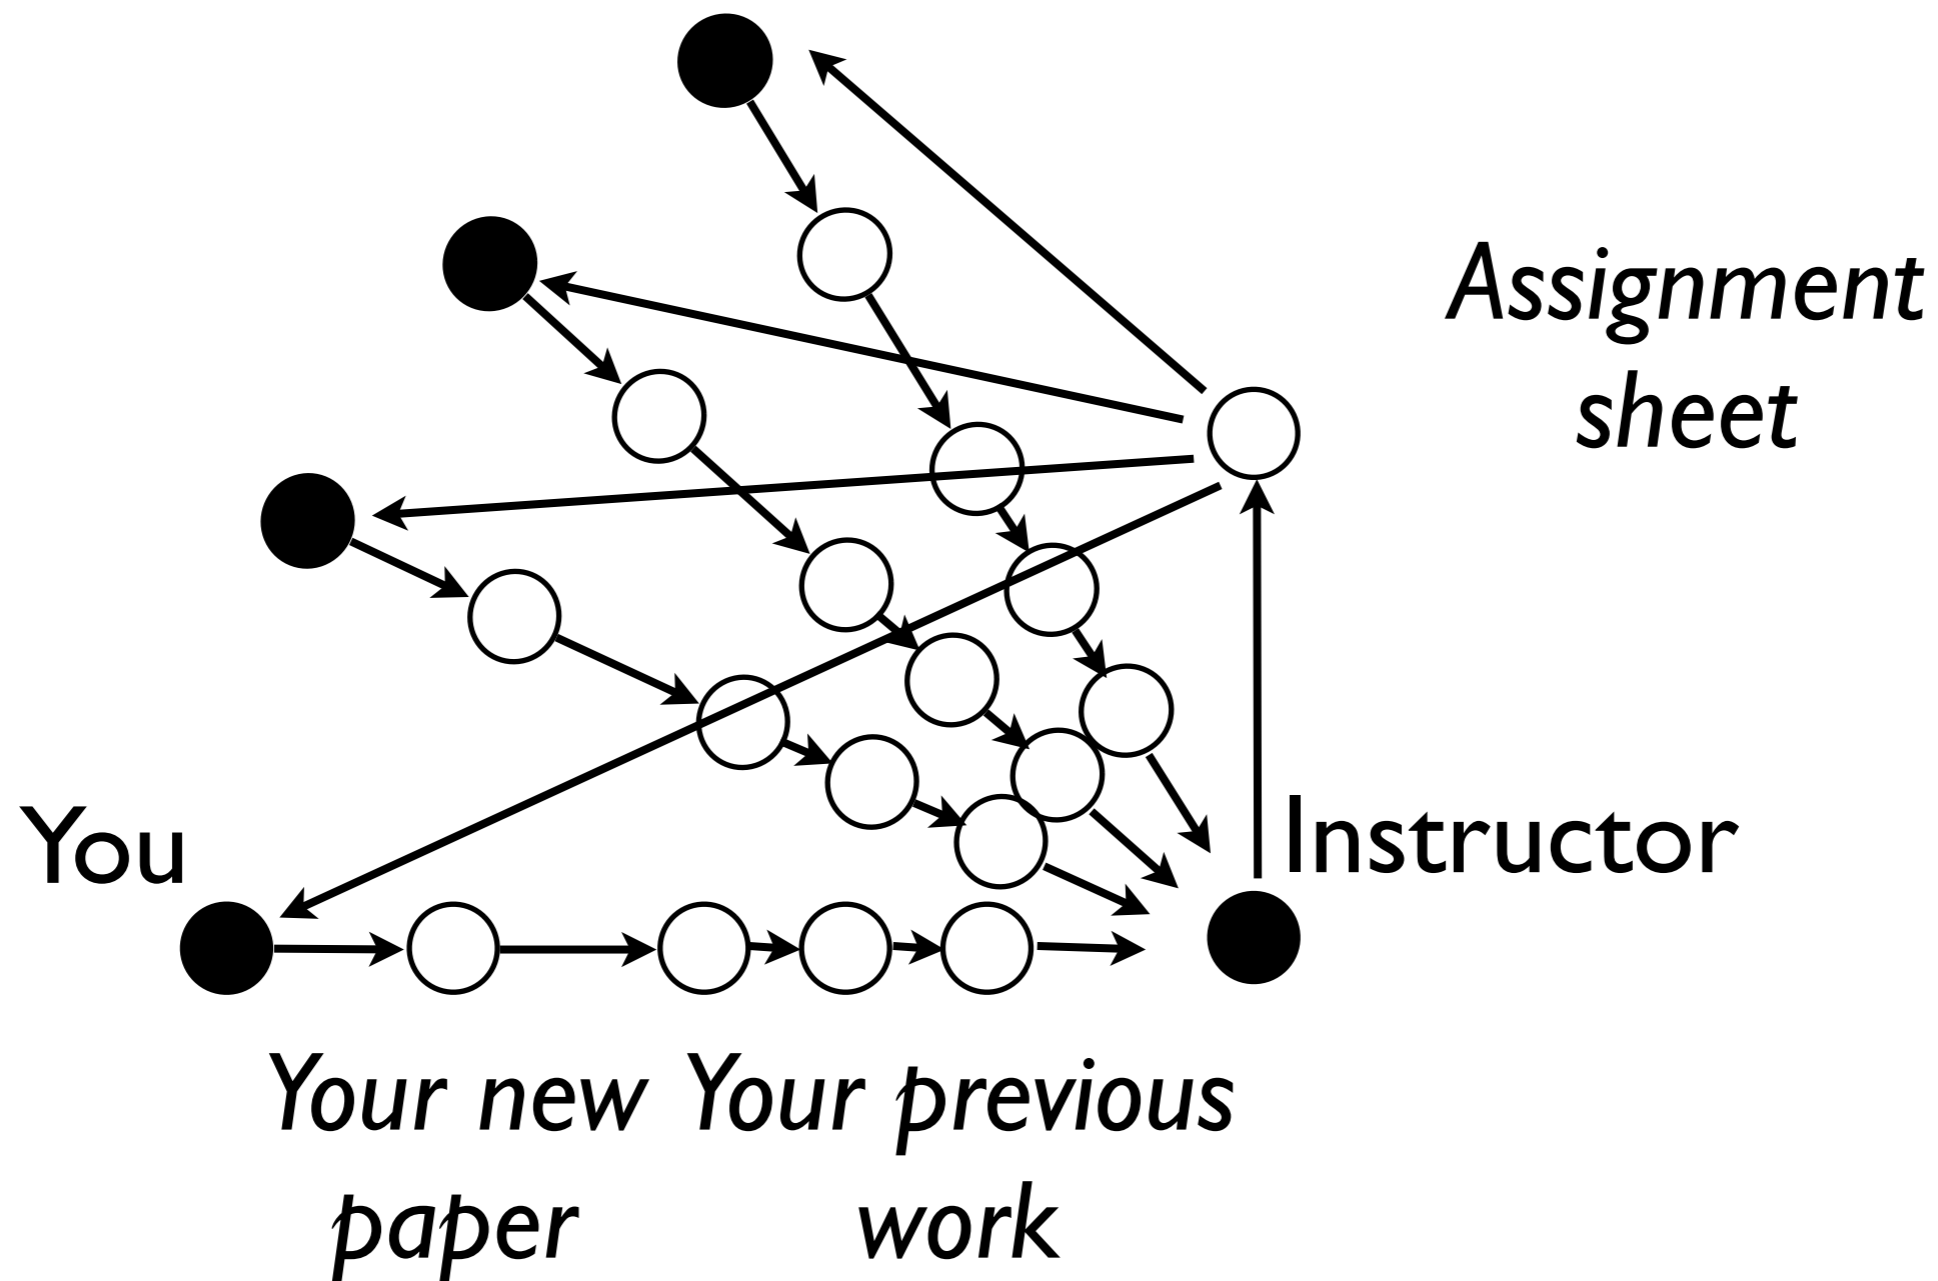 Assignment
sheet
You
Instructor
Your new
paper
Your previous
work